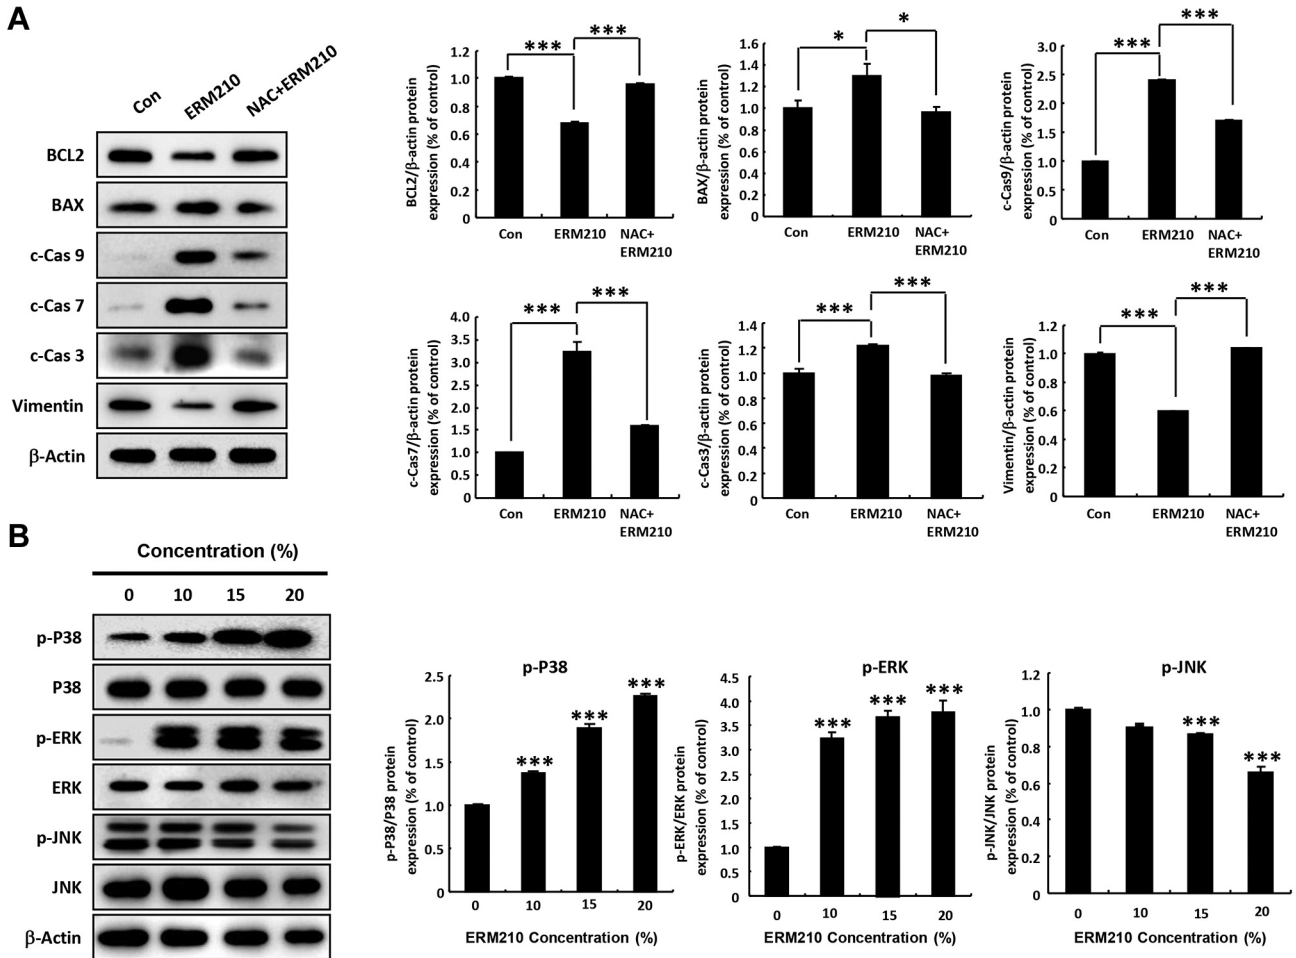 A
Con
ERM210
NAC+ERM210
BCL2
BAX
c-Cas 9
c-Cas 7
c-Cas 3
Vimentin
β-Actin
BCL2/β-actin protein
expression (% of control)
1.2
1.0
0.8
0.6
0.4
0.2
0
***
***
Con
ERM210
NAC+
ERM210
BAX/β-actin protein
expression (% of control)
1.6
1.4
1.2
1.0
0.8
0.6
0.4
0.2
0
*
*
Con
ERM210
NAC+
ERM210
c-Cas9/β-actin protein
expression (% of control)
3.0
2.5
2.0
1.5
1.0
0.5
0
***
***
Con
ERM210
NAC+
ERM210
c-Cas7/β-actin protein
expression (% of control)
4.0
3.5
3.0
2.5
2.0
1.5
1.0
0.5
0
***
***
Con
ERM210
NAC+
ERM210
c-Cas3/β-actin protein
expression (% of control)
1.4
1.2
1.0
0.8
0.6
0.4
0.2
0
***
***
Con
ERM210
NAC+
ERM210
Vimentin/β-actin protein
expression (% of control)
1.2
1.0
0.8
0.6
0.4
0.2
0
***
***
Con
ERM210
NAC+
ERM210
B
Concentration (%)
0 10 15 20
p-P38
P38
p-ERK
ERK
p-JNK
JNK
β-Actin
p-P38
p-P38/P38 protein
expression (% of control)
2.5
2.0
1.5
1.0
0.5
0
***
***
***
0 10 15 20
ERM210 Concentration (%)
p-ERK
p-ERK/ERK protein
expression (% of control)
4.5
4.0
3.5
3.0
2.5
2.0
1.5
1.0
0.5
0
***
***
***
0 10 15 20
ERM210 Concentration (%)
p-JNK
p-JNK/JNK protein
expression (% of control)
1.2
1.0
0.8
0.6
0.4
0.2
0
***
***
0 10 15 20
ERM210 Concentration (%)